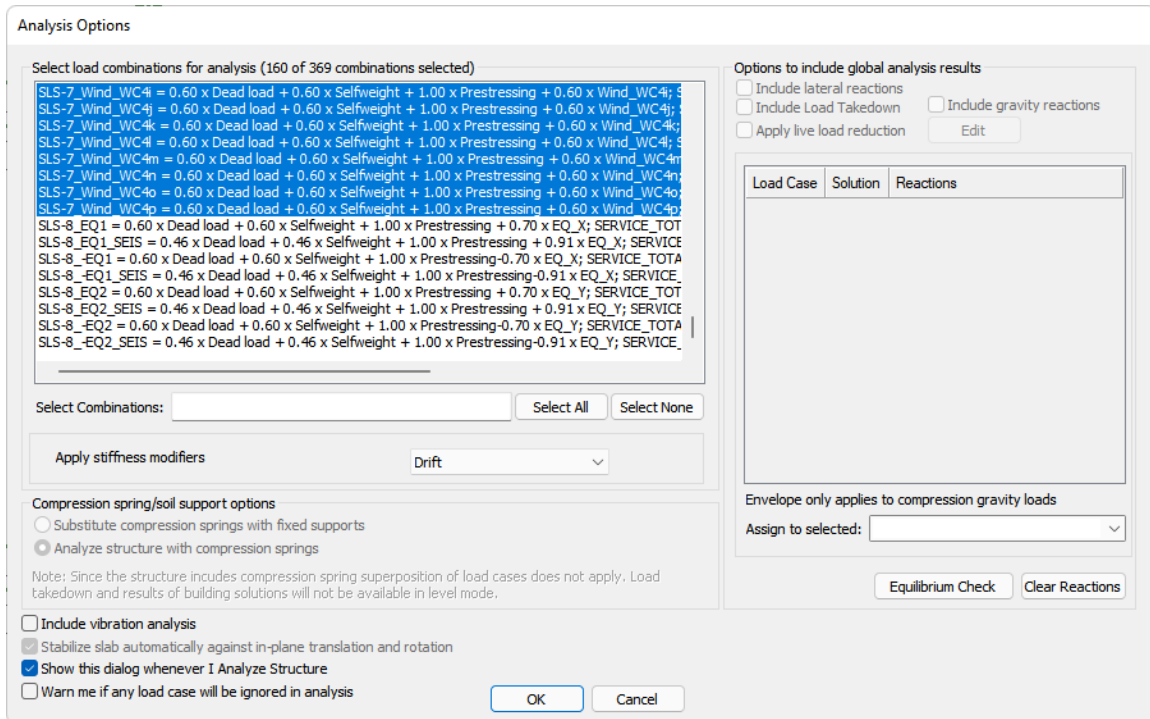 Analysis Options
Select load combinations for analysis (160 of 369 combinations selected)
SLS-7_Wind_WC4i = 0.60 x Dead load + 0.60 x Selfweight + 1.00 x Prestressing + 0.60 x Wind_WC4i; S
SLS-7_Wind_WC4j = 0.60 x Dead load + 0.60 x Selfweight + 1.00 x Prestressing + 0.60 x Wind_WC4j;
SLS-7_Wind_WC4k = 0.60 x Dead load + 0.60 x Selfweight + 1.00 x Prestressing + 0.60 x Wind_WC4k;
SLS-7_Wind_WC4l = 0.60 x Dead load + 0.60 x Selfweight + 1.00 x Prestressing + 0.60 x Wind_WC4l; S
SLS-7_Wind_WC4m = 0.60 x Dead load + 0.60 x Selfweight + 1.00 x Prestressing + 0.60 x Wind_WC4m
SLS-7_Wind_WC4n = 0.60 x Dead load + 0.60 x Selfweight + 1.00 x Prestressing + 0.60 x Wind_WC4n;
SLS-7_Wind_WC4o = 0.60 x Dead load + 0.60 x Selfweight + 1.00 x Prestressing + 0.60 x Wind_WC4o;
SLS-7_Wind_WC4p = 0.60 x Dead load + 0.60 x Selfweight + 1.00 x Prestressing + 0.60 x Wind_WC4p;
SLS-8_EQ1 = 0.60 x Dead load + 0.60 x Selfweight + 1.00 x Prestressing + 0.70 x EQ_X; SERVICE_TOT
SLS-8_EQ1_SEIS = 0.46 x Dead load + 0.46 x Selfweight + 1.00 x Prestressing + 0.91 x EQ_X; SERVICE
SLS-8_-EQ1 = 0.60 x Dead load + 0.60 x Selfweight + 1.00 x Prestressing-0.70 x EQ_X; SERVICE_TOTA
SLS-8_-EQ1_SEIS = 0.46 x Dead load + 0.46 x Selfweight + 1.00 x Prestressing-0.91 x EQ_X; SERVICE_
SLS-8_EQ2 = 0.60 x Dead load + 0.60 x Selfweight + 1.00 x Prestressing + 0.70 x EQ_Y; SERVICE_TOT
SLS-8_EQ2_SEIS = 0.46 x Dead load + 0.46 x Selfweight + 1.00 x Prestressing + 0.91 x EQ_Y; SERVICE
SLS-8_-EQ2 = 0.60 x Dead load + 0.60 x Selfweight + 1.00 x Prestressing-0.70 x EQ_Y; SERVICE_TOTA
SLS-8_-EQ2_SEIS = 0.46 x Dead load + 0.46 x Selfweight + 1.00 x Prestressing-0.91 x EQ_Y; SERVICE_
Select Combinations:
Select All
Select None
Apply stiffness modifiers
Drift
Compression spring/soil support options
Substitute compression springs with fixed supports
Analyze structure with compression springs
Note: Since the structure incudes compression spring superposition of load cases does not apply. Load
takedown and results of building solutions will not be available in level mode.
Include vibration analysis
Stabilize slab automatically against in-plane translation and rotation
Show this dialog whenever I Analyze Structure
Warn me if any load case will be ignored in analysis
OK
Cancel
Options to include global analysis results
Include lateral reactions
Include Load Takedown
Include gravity reactions
Apply live load reduction
Edit
Load Case
Solution
Reactions
Envelope only applies to compression gravity loads
Assign to selected:
Equilibrium Check
Clear Reactions